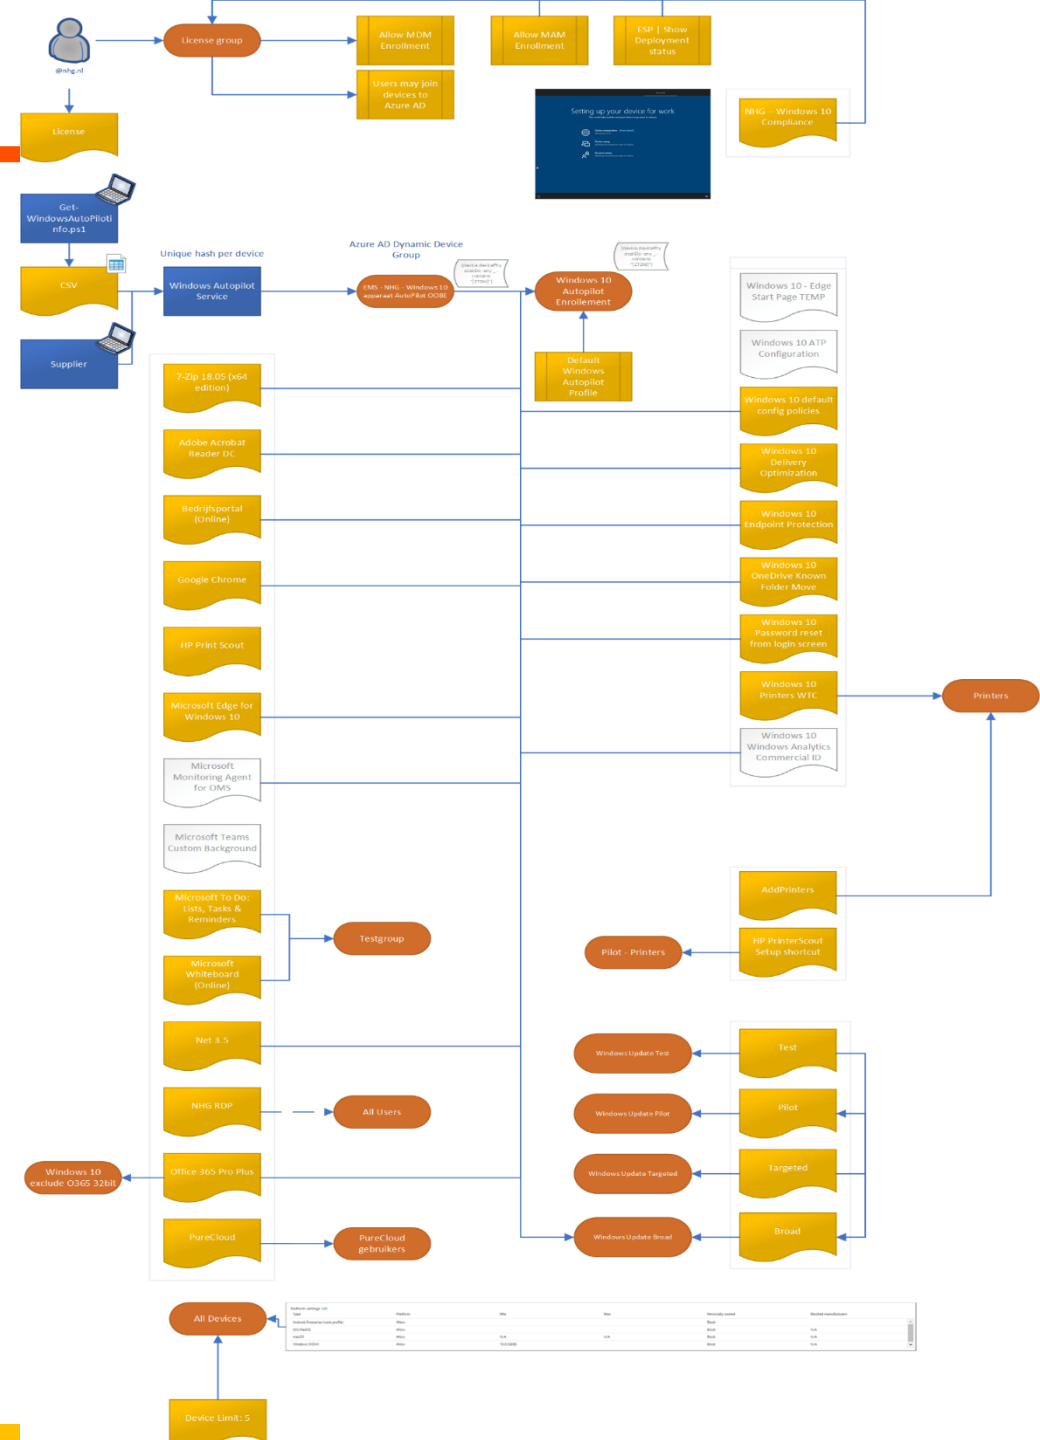 @nhg.nl
License group
Allow MDM
Enrollment
Allow MAM
Enrollment
ESP | Show
Deployment
status
Users may join
devices to
Azure AD
License
Setting up your device for work
NHG – Windows 10
Compliance
Get-
WindowsAutoPiloti
nfo.ps1
CSV
Supplier
Unique hash per device
Windows Autopilot
Service
Azure AD Dynamic Device
Group
EMS - NHG - Windows 10
apparaat AutoPilot OOBE
Windows 10
Autopilot
Enrollement
Default
Windows
Autopilot
Profile
7-Zip 18.05 (x64
edition)
Adobe Acrobat
Reader DC
Bedrijfsportal
(Online)
Google Chrome
HP Print Scout
Microsoft Edge for
Windows 10
Microsoft
Monitoring Agent
for OMS
Microsoft Teams
Custom Background
Microsoft To Do:
Lists, Tasks &
Reminders
Microsoft
Whiteboard
(Online)
Testgroup
Net 3.5
NHG RDP
All Users
Office 365 Pro Plus
Windows 10
exclude O365 32bit
PureCloud
PureCloud
gebruikers
Windows 10 - Edge
Start Page TEMP
Windows 10 ATP
Configuration
Windows 10 default
config policies
Windows 10
Delivery
Optimization
Windows 10
Endpoint Protection
Windows 10
OneDrive Known
Folder Move
Windows 10
Password reset
from login screen
Windows 10
Printers WTC
Printers
Windows 10
Windows Analytics
Commercial ID
AddPrinters
HP PrinterScout
Setup shortcut
Pilot - Printers
Test
Windows Update Test
Pilot
Windows Update Pilot
Targeted
Windows Update Targeted
Broad
Windows Update Broad
All Devices
Device Limit: 5